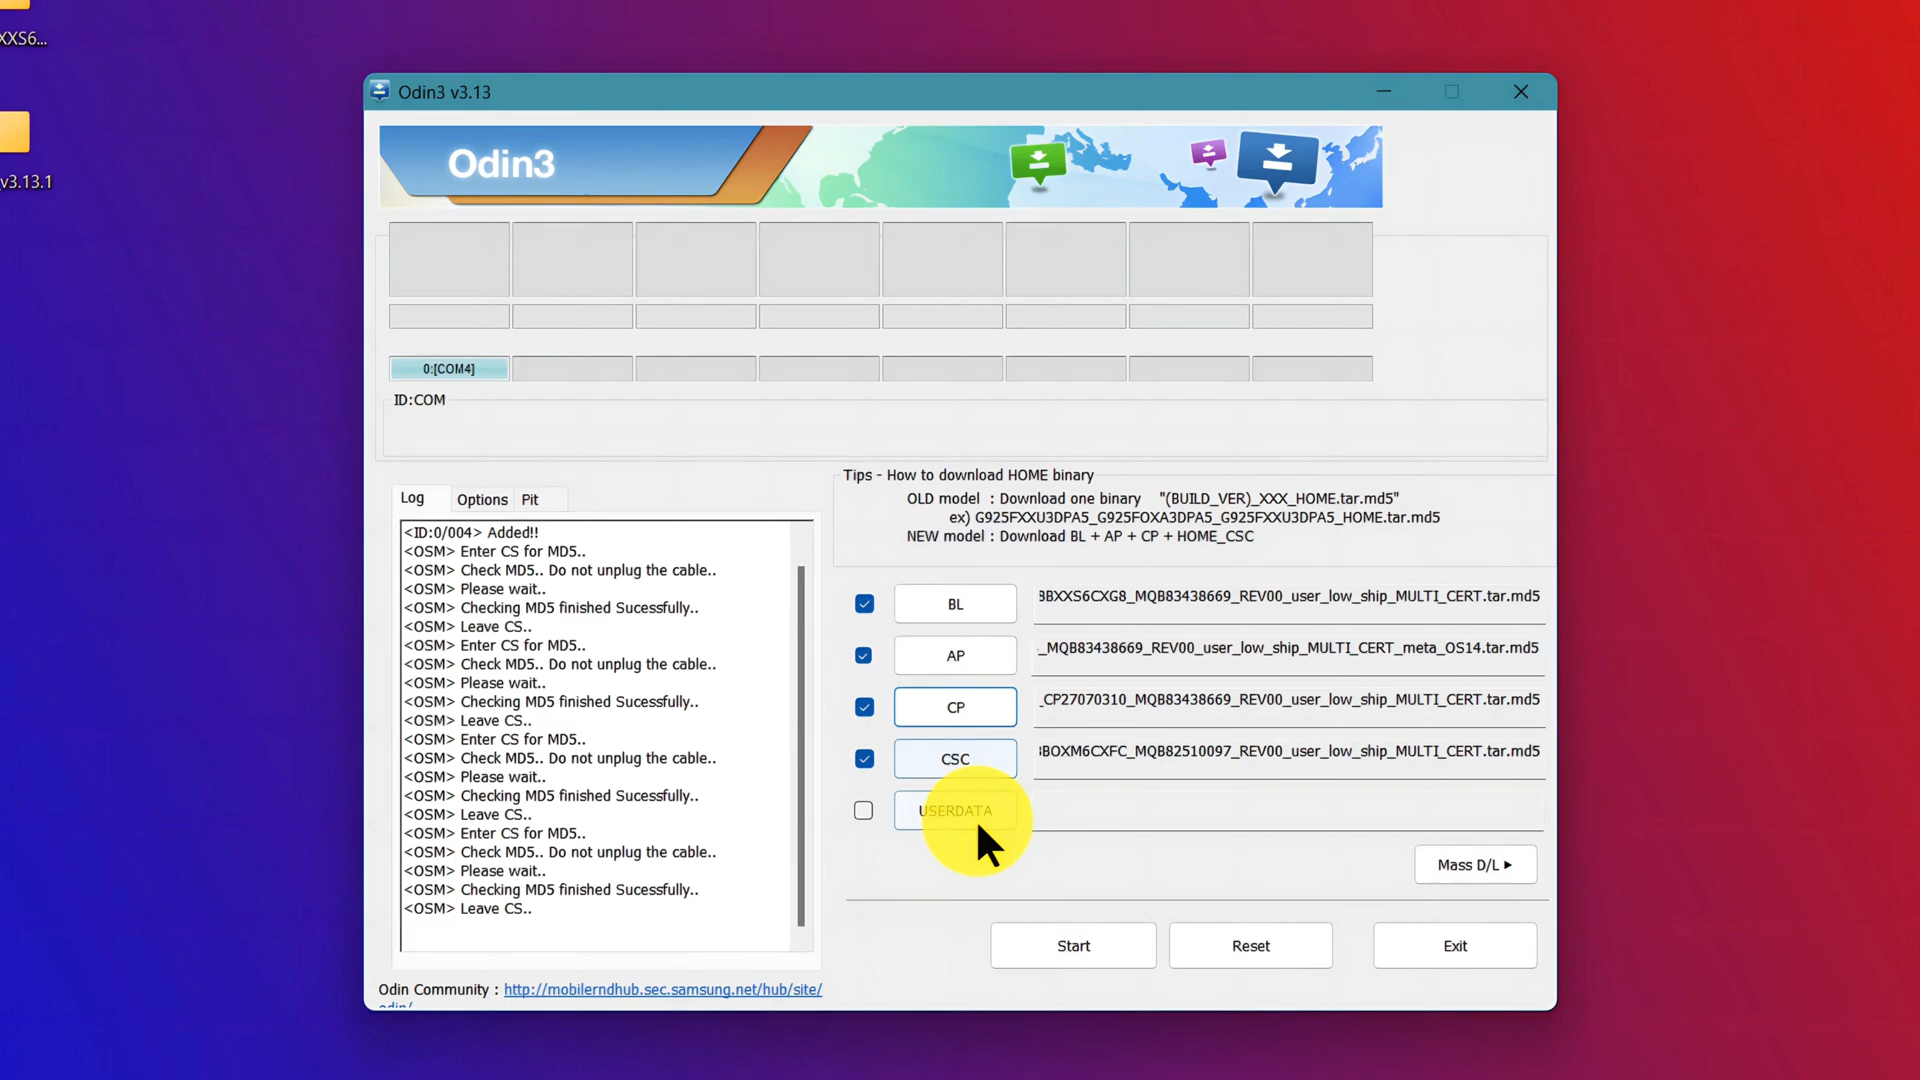 XXS6...
v3.13.1
Odin3 v3.13
Odin3
0:[COM4]
ID:COM
Log
Options
Pit
<ID:0/004> Added!!
<OSM> Enter CS for MD5..
<OSM> Check MD5.. Do not unplug the cable..
<OSM> Please wait..
<OSM> Checking MD5 finished Sucessfully..
<OSM> Leave CS..
<OSM> Enter CS for MD5..
<OSM> Check MD5.. Do not unplug the cable..
<OSM> Please wait..
<OSM> Checking MD5 finished Sucessfully..
<OSM> Leave CS..
<OSM> Enter CS for MD5..
<OSM> Check MD5.. Do not unplug the cable..
<OSM> Please wait..
<OSM> Checking MD5 finished Sucessfully..
<OSM> Leave CS..
<OSM> Enter CS for MD5..
<OSM> Check MD5.. Do not unplug the cable..
<OSM> Please wait..
<OSM> Checking MD5 finished Sucessfully..
<OSM> Leave CS..
Tips - How to download HOME binary
OLD model : Download one binary "(BUILD_VER)_XXX_HOME.tar.md5"
ex) G925FXXU3DPA5_G925FOXA3DPA5_G925FXXU3DPA5_HOME.tar.md5
NEW model : Download BL + AP + CP + HOME_CSC
BL
BXXS6CXG8_MQB83438669_REV00_user_low_ship_MULTI_CERT.tar.md5
AP
_MQB83438669_REV00_user_low_ship_MULTI_CERT_meta_OS14.tar.md5
CP
_CP27070310_MQB83438669_REV00_user_low_ship_MULTI_CERT.tar.md5
CSC
BOXM6CXFC_MQB82510097_REV00_user_low_ship_MULTI_CERT.tar.md5
USERDATA
Mass D/L ►
Start
Reset
Exit
Odin Community : http://mobilerndhub.sec.samsung.net/hub/site/
odin/